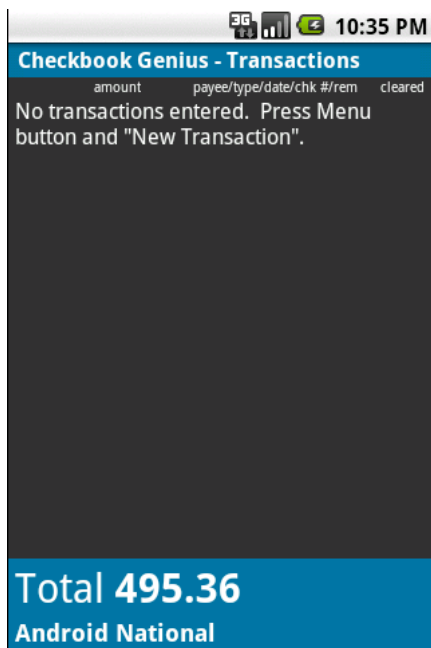 3G 10:35 PM
Checkbook Genius - Transactions
amount payee/type/date/chk #/rem cleared
No transactions entered. Press Menu
button and "New Transaction".
Total 495.36
Android National